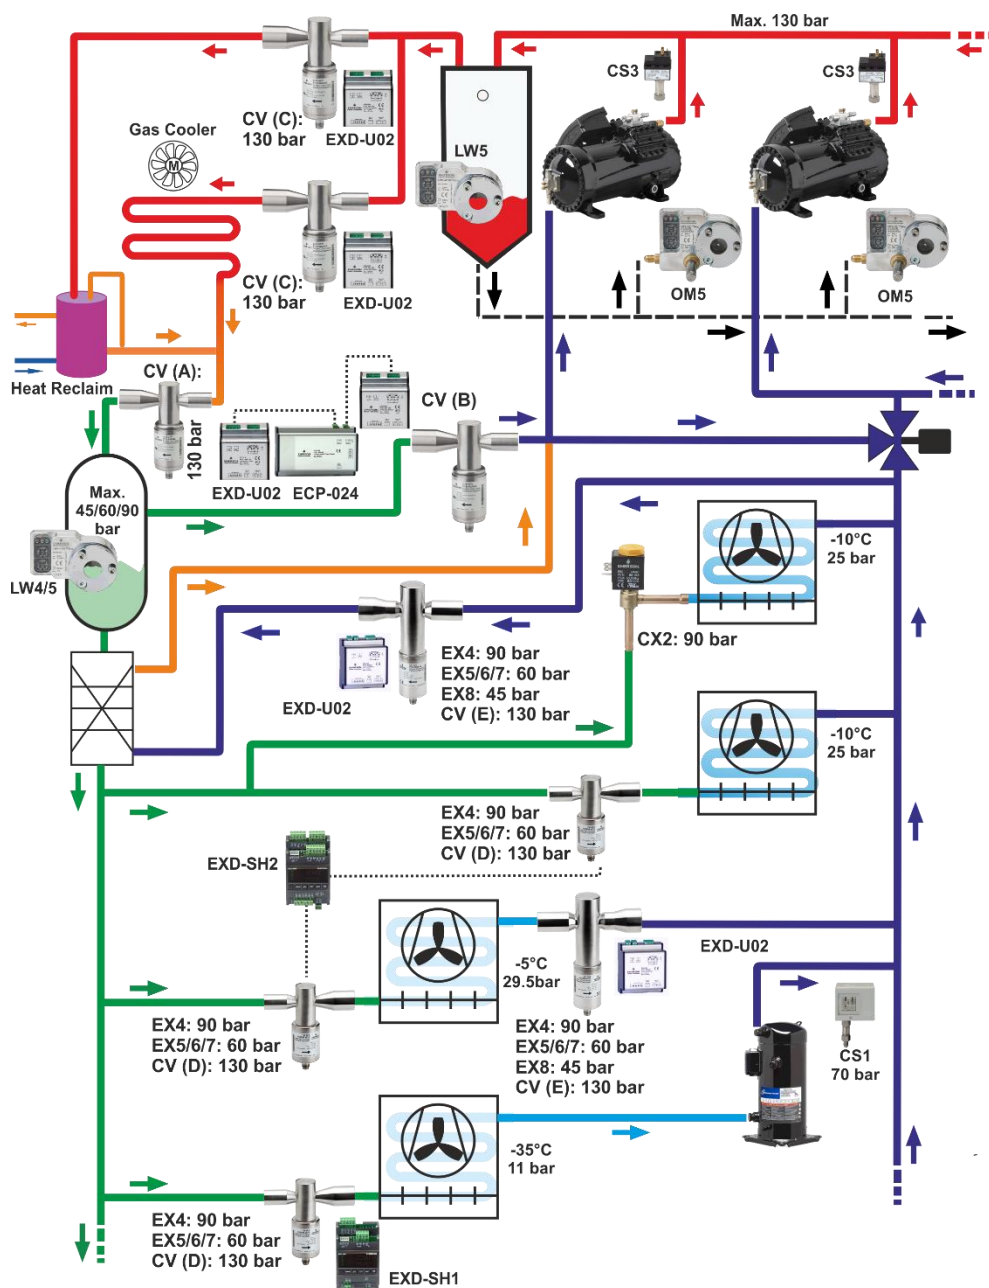 Max. 130 bar
CS3
CS3
CV (C):
130 bar
EXD-U02
Gas Cooler
M
LW5
CV (C):
130 bar
EXD-U02
OM5
OM5
Heat Reclaim
CV (A):
130 bar
CV (B)
EXD-U02
ECP-024
Max.
45/60/90
bar
LW4/5
-10°C
25 bar
CX2: 90 bar
EXD-U02
EX4: 90 bar
EX5/6/7: 60 bar
EX8: 45 bar
CV (E): 130 bar
-10°C
25 bar
EX4: 90 bar
EX5/6/7: 60 bar
CV (D): 130 bar
EXD-SH2
EXD-U02
-5°C
29.5bar
EX4: 90 bar
EX5/6/7: 60 bar
CV (D): 130 bar
EX4: 90 bar
EX5/6/7: 60 bar
EX8: 45 bar
CV (E): 130 bar
CS1
70 bar
-35°C
11 bar
EX4: 90 bar
EX5/6/7: 60 bar
CV (D): 130 bar
EXD-SH1